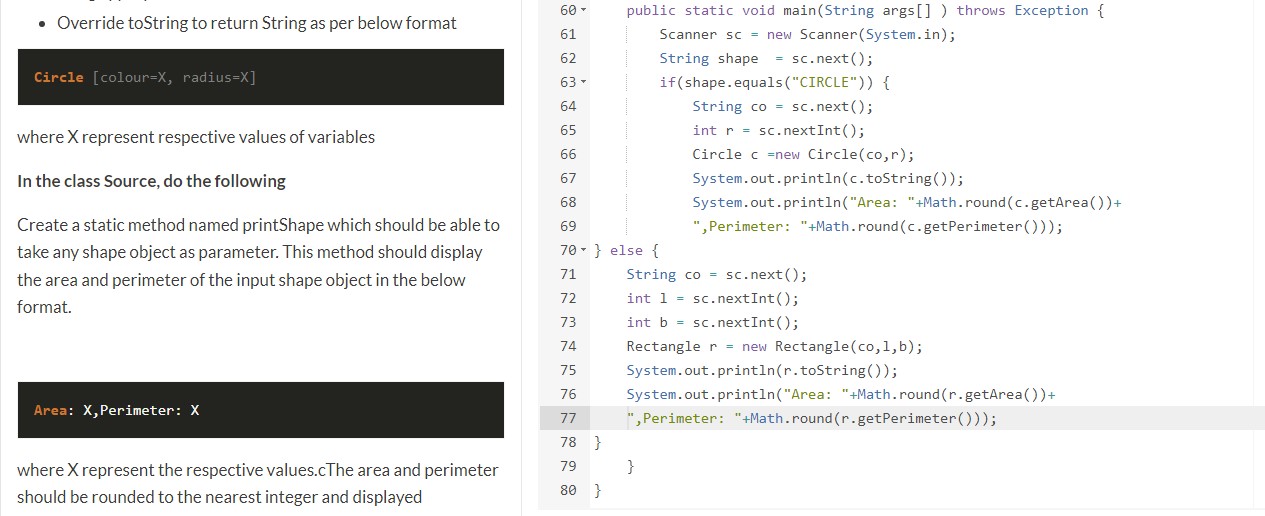 • Override toString to return String as per below format
Circle [colour=X, radius=X]
where X represent respective values of variables
In the class Source, do the following
Create a static method named printShape which should be able to
take any shape object as parameter. This method should display
the area and perimeter of the input shape object in the below
format.
Area: X,Perimeter: X
where X represent the respective values.cThe area and perimeter
should be rounded to the nearest integer and displayed
60 public static void main(String args[] ) throws Exception {
61 Scanner sc = new Scanner(System.in);
62 String shape  = sc.next();
63 if(shape.equals("CIRCLE")) {
64 String co = sc.next();
65 int r = sc.nextInt();
66 Circle c =new Circle(co,r);
67 System.out.println(c.toString());
68 System.out.println("Area: "+Math.round(c.getArea())+
69 ",Perimeter: "+Math.round(c.getPerimeter()));
70 } else {
71 String co = sc.next();
72 int l = sc.nextInt();
73 int b = sc.nextInt();
74 Rectangle r = new Rectangle(co,l,b);
75 System.out.println(r.toString());
76 System.out.println("Area: "+Math.round(r.getArea())+
77 ",Perimeter: "+Math.round(r.getPerimeter()));
78 }
79 }
80 }